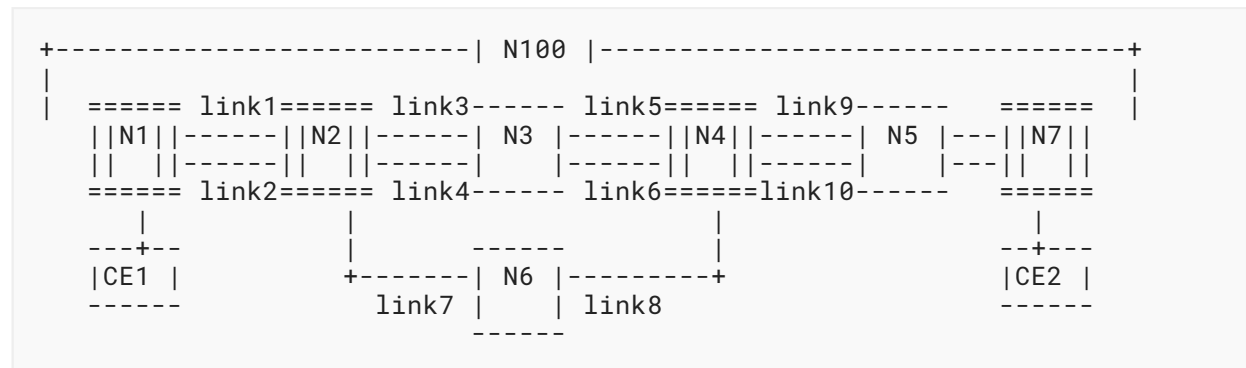 +--------------------------| N100 |---------------------------------+
|                                                                   |
|  ====== link1====== link3------ link5====== link9------   ======  |
   ||N1||------||N2||------| N3 |------||N4||------| N5 |---||N7||
   ||  ||------||  ||------|    |------||  ||------|    |---||  ||
   ====== link2====== link4------ link6======link10------   ======
      |            |                      |                   |
   ---+--          |       ------         |                 --+---
   |CE1 |          +-------| N6 |---------+                 |CE2 |
   ------            link7 |    | link8                     ------
                           ------